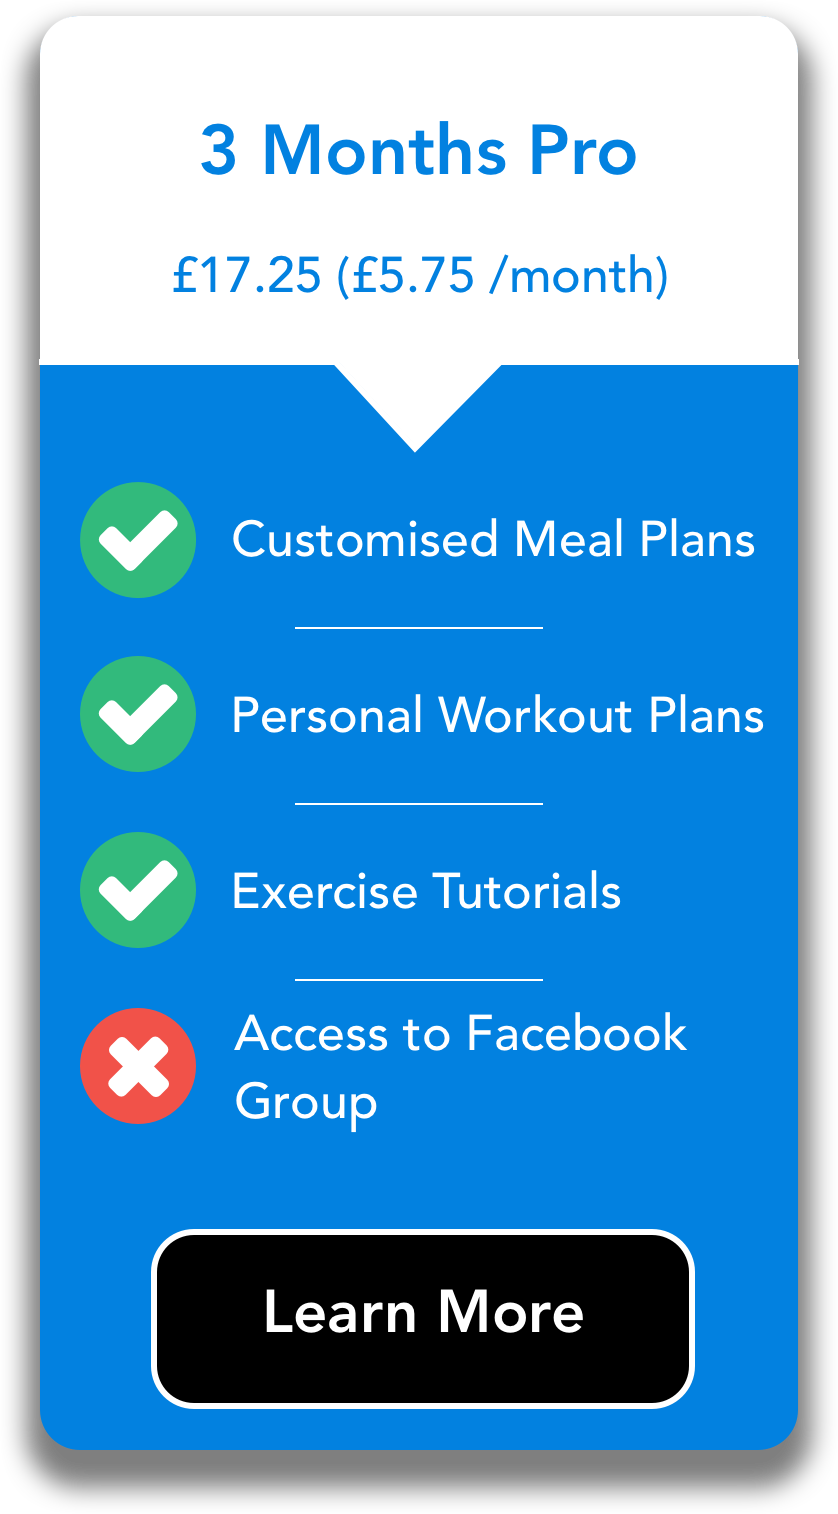 3 Months Pro
£17.25 (£5.75 /month)
Customised Meal Plans
Personal Workout Plans
Exercise Tutorials
Access to Facebook
Group
Learn More